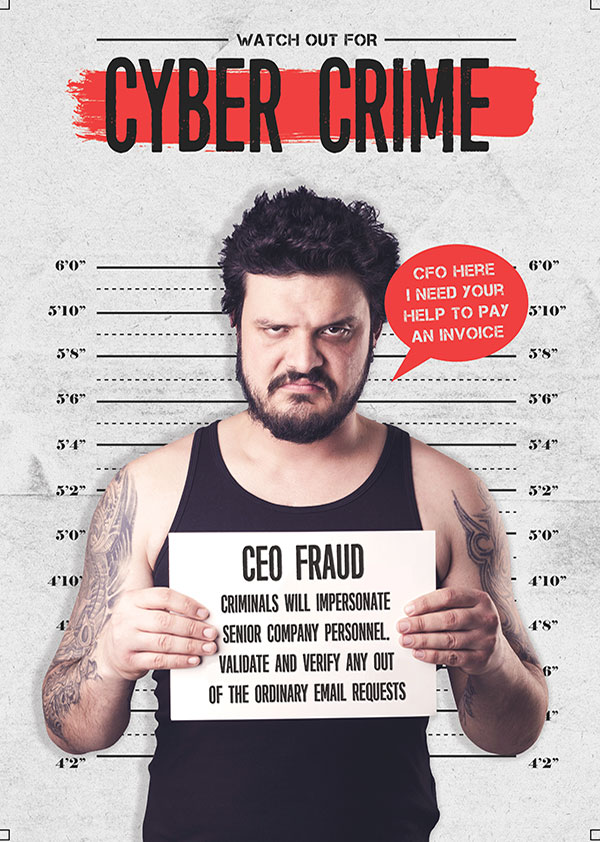 WATCH OUT FOR
CYBER CRIME
CFO HERE
I NEED YOUR
HELP TO PAY
AN INVOICE
6'0" 6'0"
5'10" 5'10"
5'8" 5'8"
5'6" 5'6"
5'4" 5'4"
5'2" 5'2"
5'0" 5'0"
4'10" 4'10"
4' 4'8"
6"
4"
4'2" 4'2"
CEO FRAUD
CRIMINALS WILL IMPERSONATE
SENIOR COMPANY PERSONNEL.
VALIDATE AND VERIFY ANY OUT
OF THE ORDINARY EMAIL REQUESTS